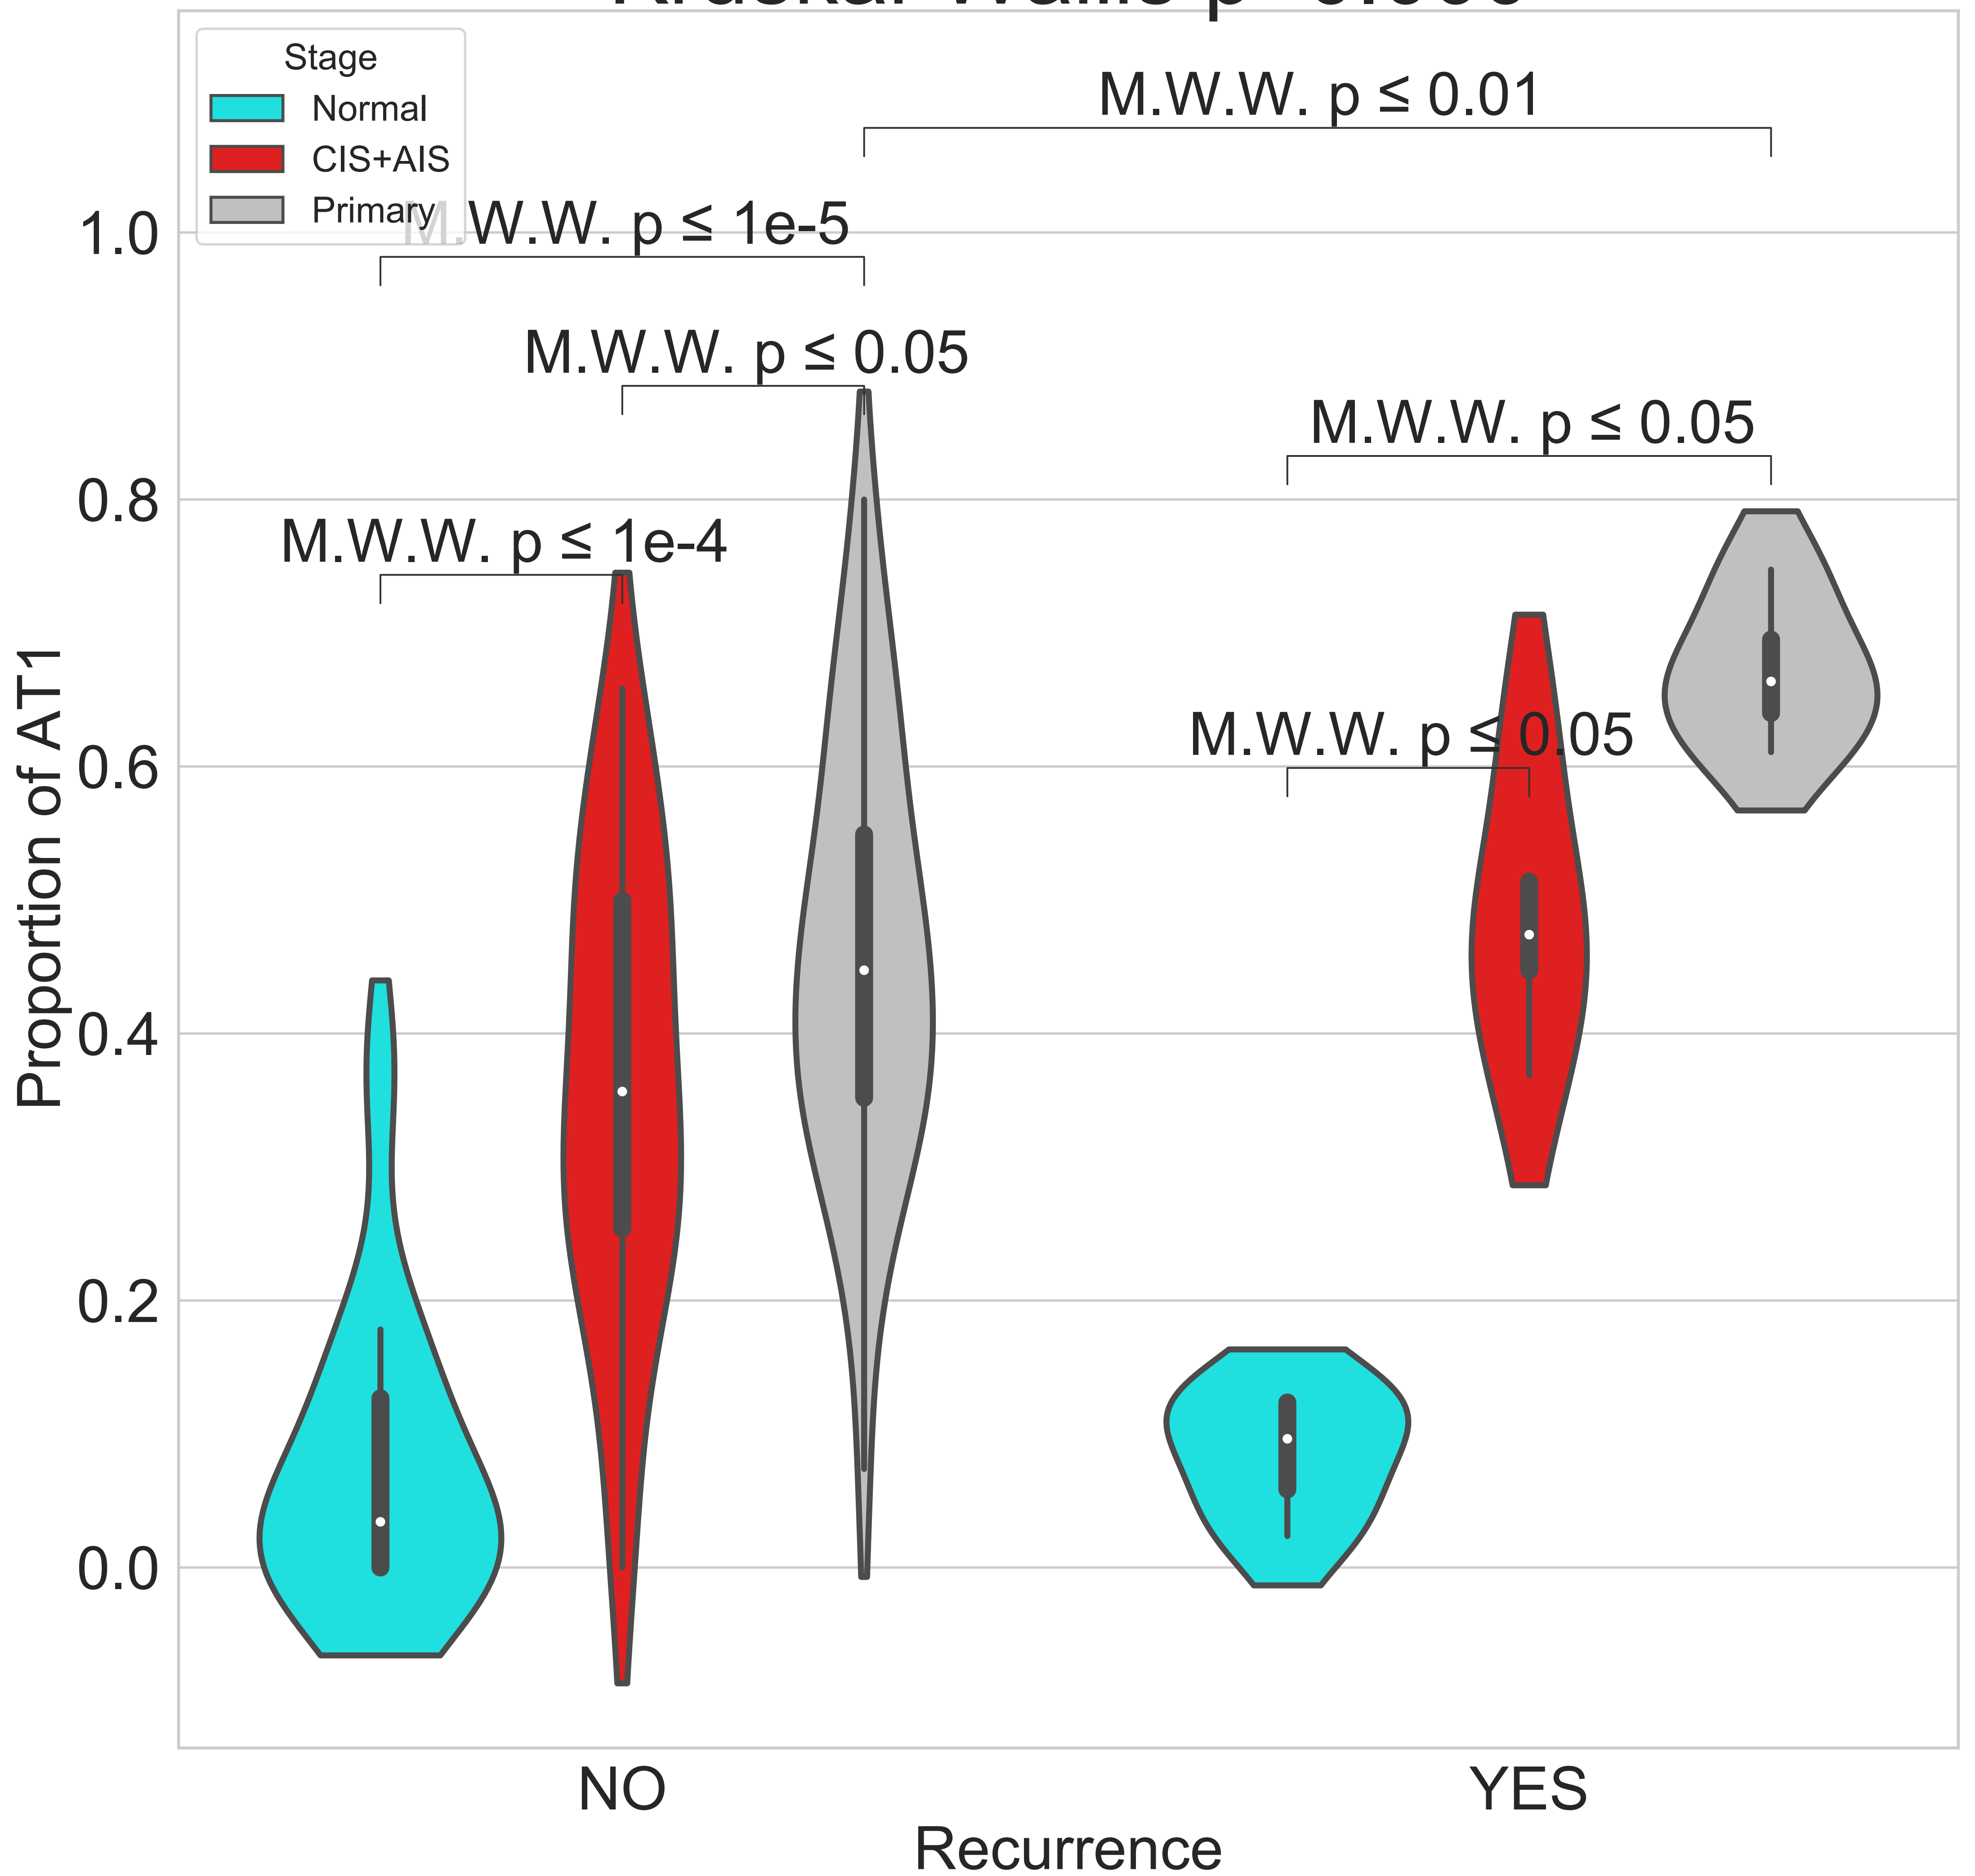 Stage
Normal
CIS+AIS
Primary
M.W.W. p ≤ 0.01
M.W.W. p ≤ 1e-5
M.W.W. p ≤ 0.05
M.W.W. p ≤ 0.05
M.W.W. p ≤ 1e-4
M.W.W. p ≤ 0.05
1.0
0.8
0.6
0.4
0.2
0.0
Proportion of AT1
NO
YES
Recurrence